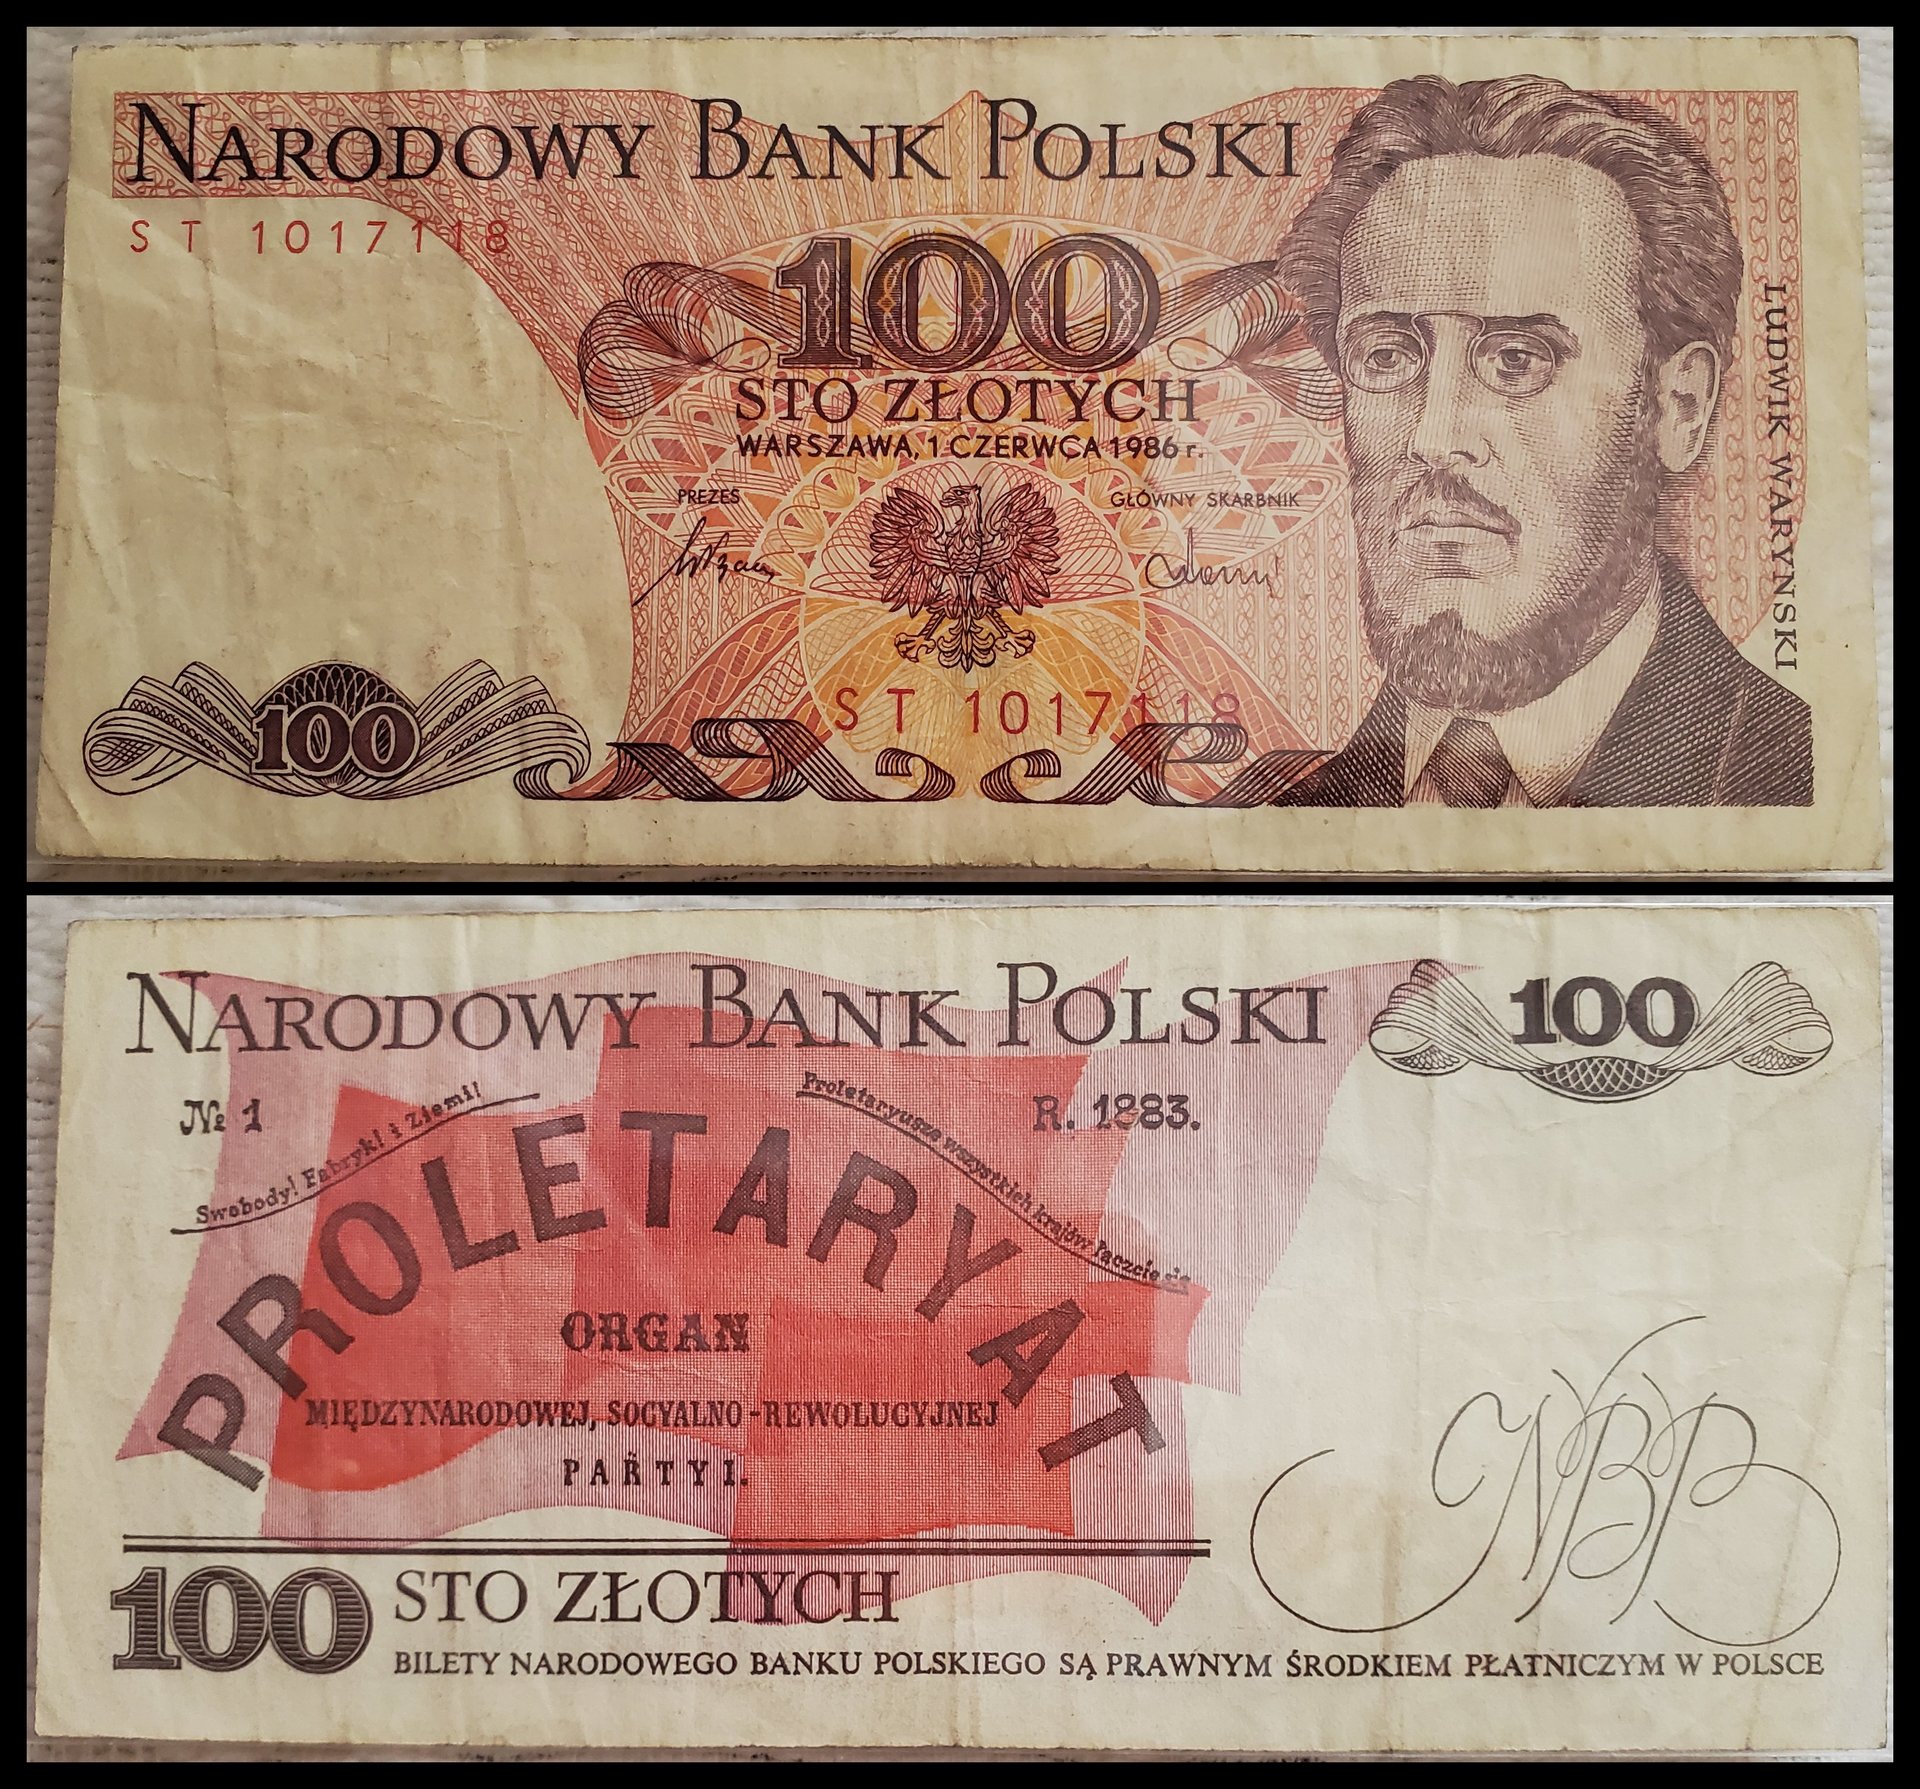 NARODOWY BANK POLSKI
ST 1017118
100
STO ZŁOTYCH
WARSZAWA, 1 CZERWCA 1986 r.
PREZES
GŁÓWNY SKARBNIK
LUDWIK WARYŃSKI
ST 1017118
100
NARODOWY BANK POLSKI
100
№ 1
Swobody! Fabryk! i Ziemi!
Proletaryusze wszystkich krajów łączcie się
R. 1883.
PROLETARYAT
ORGAN
MIĘDZYNARODOWEJ, SOCYALNO-REWOLUCYJNEJ
PARTYI.
NBP
100 STO ZŁOTYCH
BILETY NARODOWEGO BANKU POLSKIEGO SĄ PRAWNYM ŚRODKIEM PŁATNICZYM W POLSCE